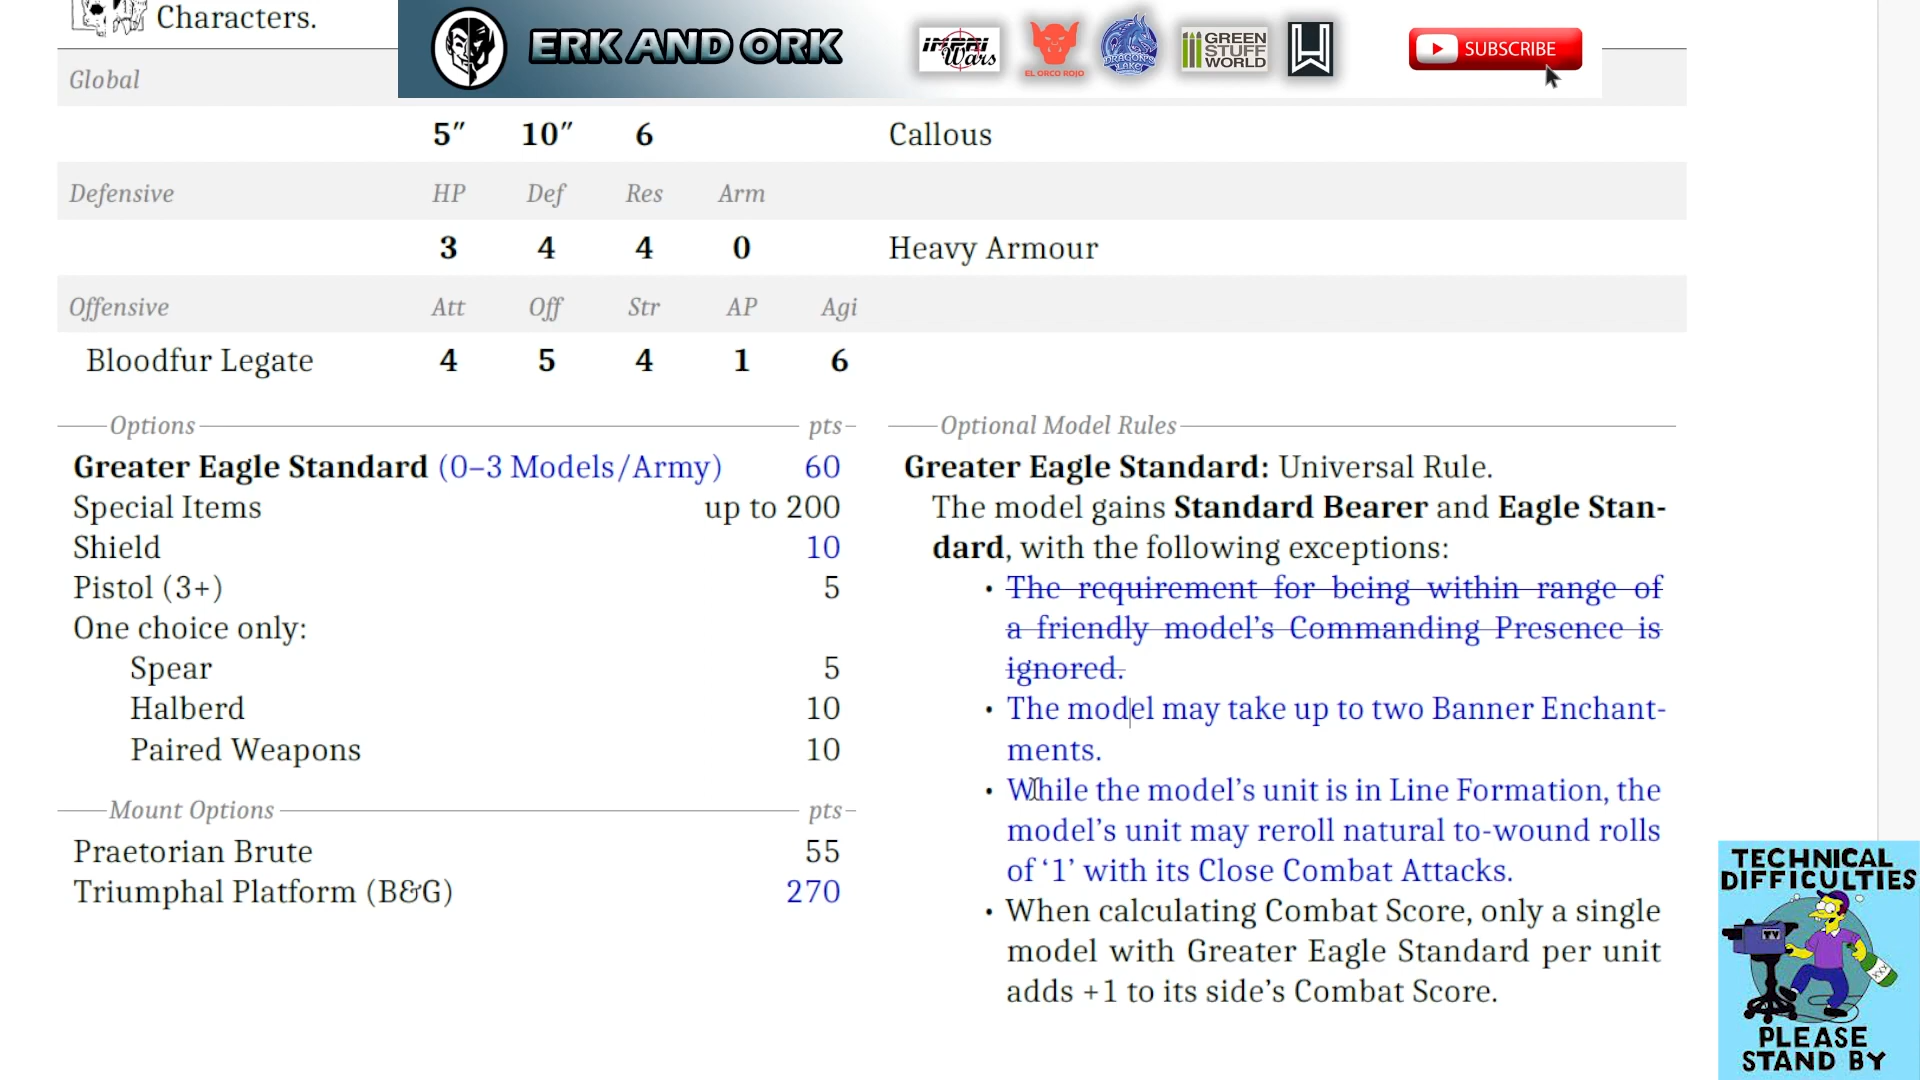 Characters.
ERK AND ORK
IMPRI Wars
EL ORCO ROJO
DRAGON'S LAKE
GREEN STUFF WORLD
SUBSCRIBE
Global
5″ 10″ 6 Callous
Defensive HP Def Res Arm
3 4 4 0 Heavy Armour
Offensive Att Off Str AP Agi
Bloodfur Legate 4 5 4 1 6
Options pts
Greater Eagle Standard (0–3 Models/Army) 60
Special Items up to 200
Shield 10
Pistol (3+) 5
One choice only:
Spear 5
Halberd 10
Paired Weapons 10
Mount Options pts
Praetorian Brute 55
Triumphal Platform (B&G) 270
Optional Model Rules
Greater Eagle Standard: Universal Rule.
The model gains Standard Bearer and Eagle Stan-
dard, with the following exceptions:
• The requirement for being within range of
a friendly model's Commanding Presence is
ignored.
• The model may take up to two Banner Enchant-
ments.
• While the model's unit is in Line Formation, the
model's unit may reroll natural to-wound rolls
of '1' with its Close Combat Attacks.
• When calculating Combat Score, only a single
model with Greater Eagle Standard per unit
adds +1 to its side's Combat Score.
TECHNICAL
DIFFICULTIES
TV
XXX
PLEASE
STAND BY